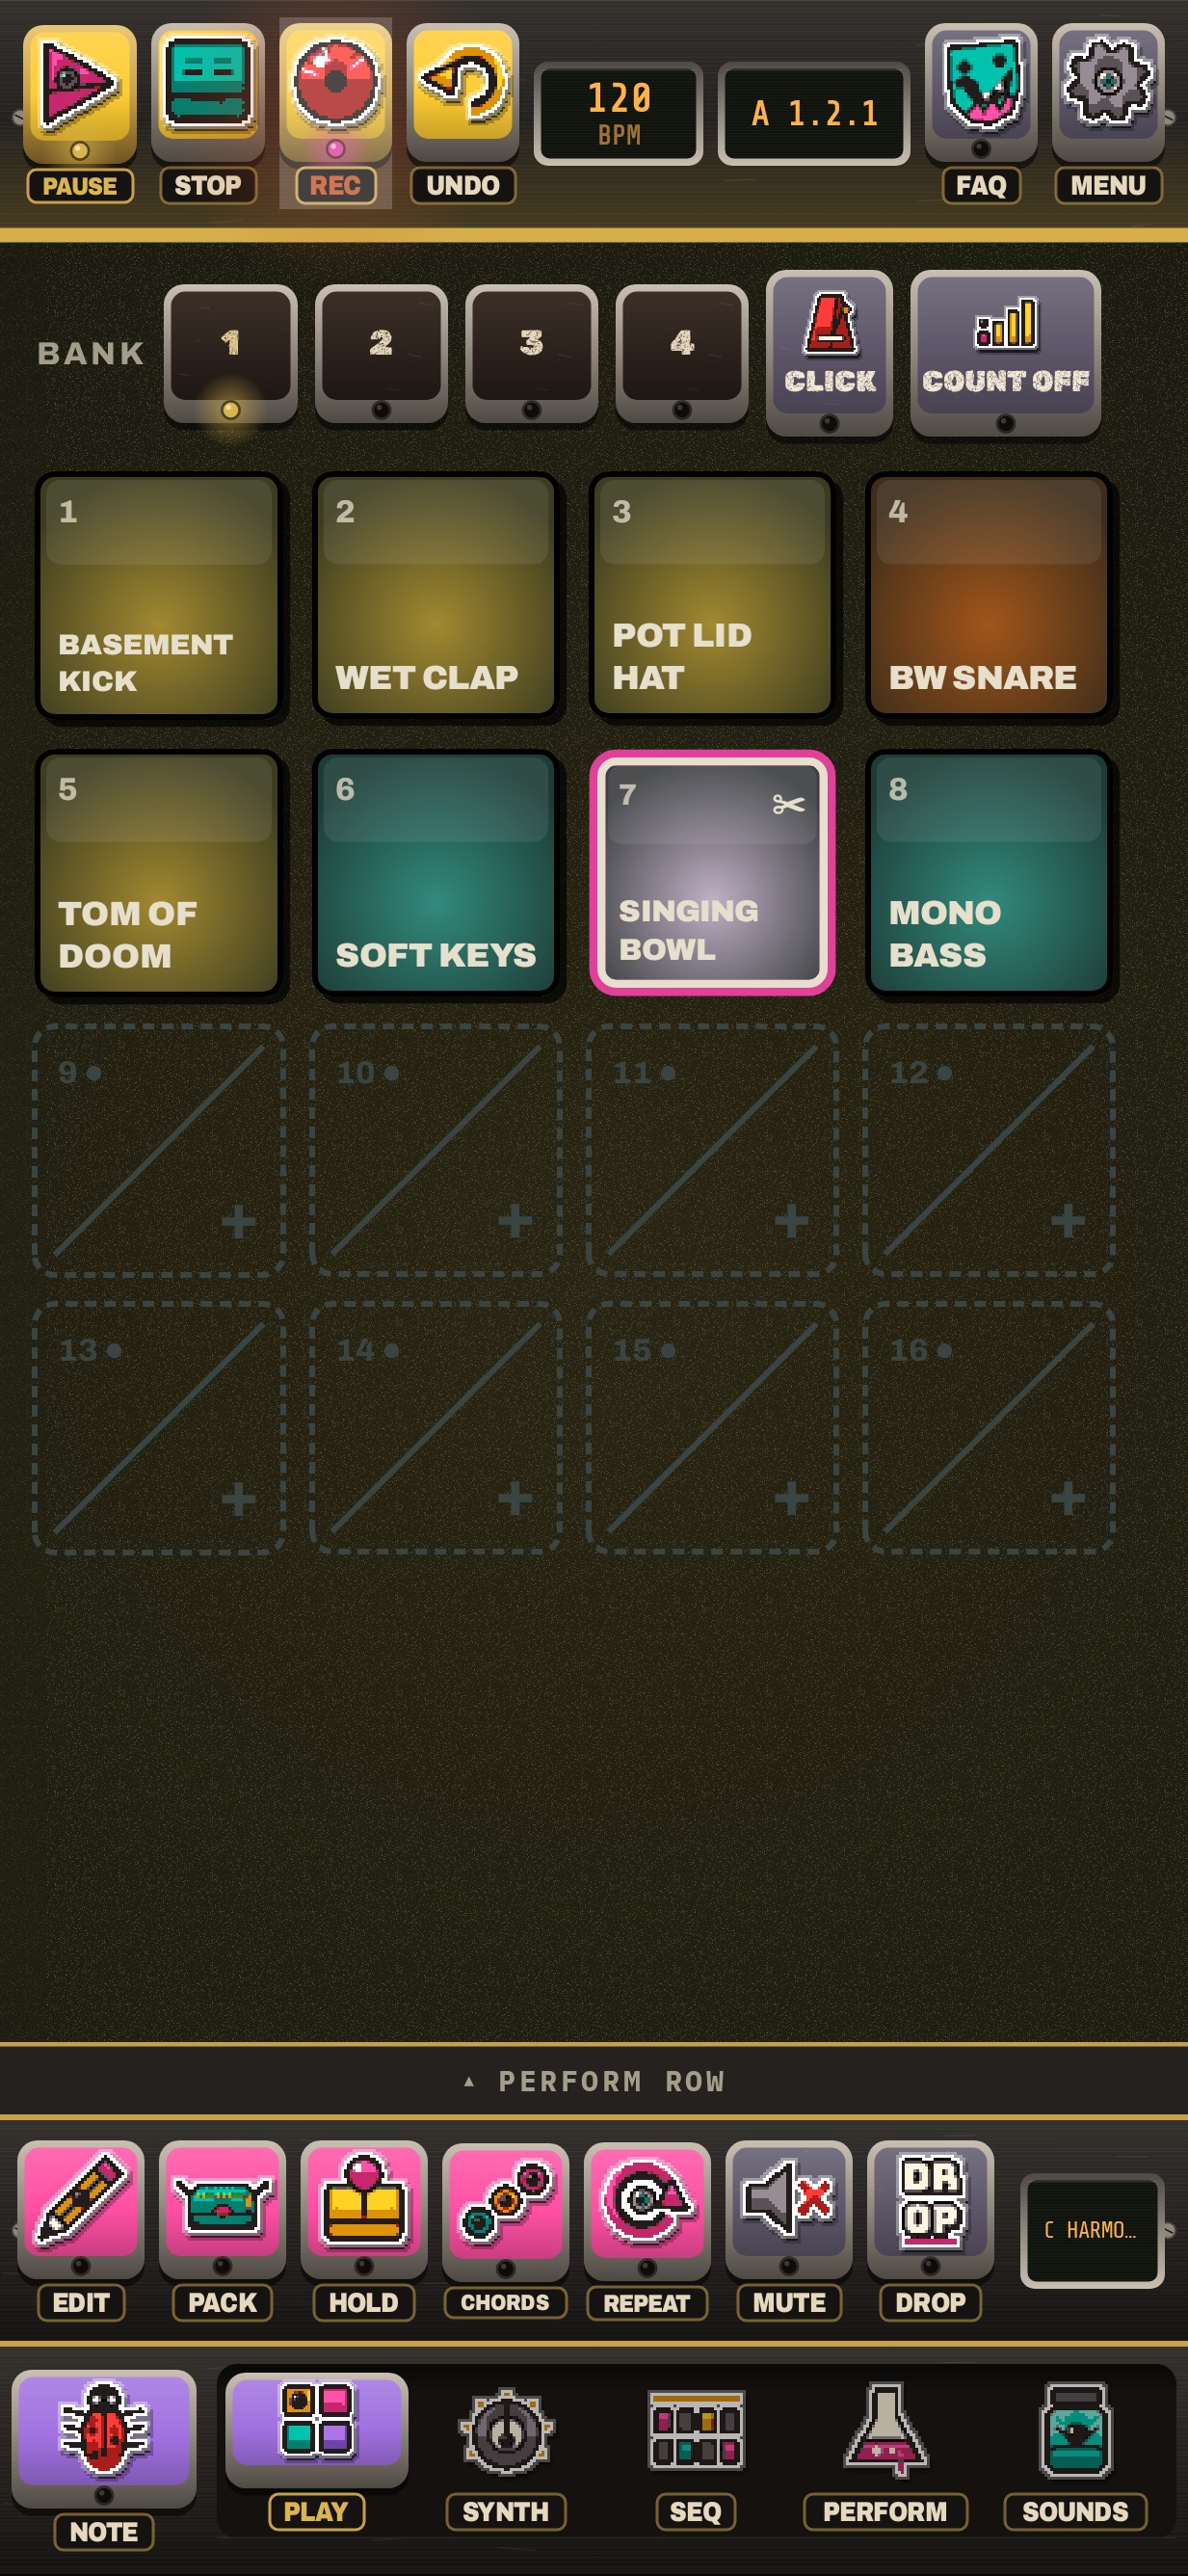 PAUSE
STOP
REC
UNDO
120
BPM
A 1.2.1
FAQ
MENU
BANK
1
2
3
4
CLICK
COUNT OFF
1
BASEMENT
KICK
2
WET CLAP
3
POT LID
HAT
4
BW SNARE
5
TOM OF
DOOM
6
SOFT KEYS
7
SINGING
BOWL
8
MONO
BASS
9
10
11
12
13
14
15
16
▲ PERFORM ROW
DR
OP
EDIT
PACK
HOLD
CHORDS
REPEAT
MUTE
DROP
C HARMO…
NOTE
PLAY
SYNTH
SEQ
PERFORM
SOUNDS